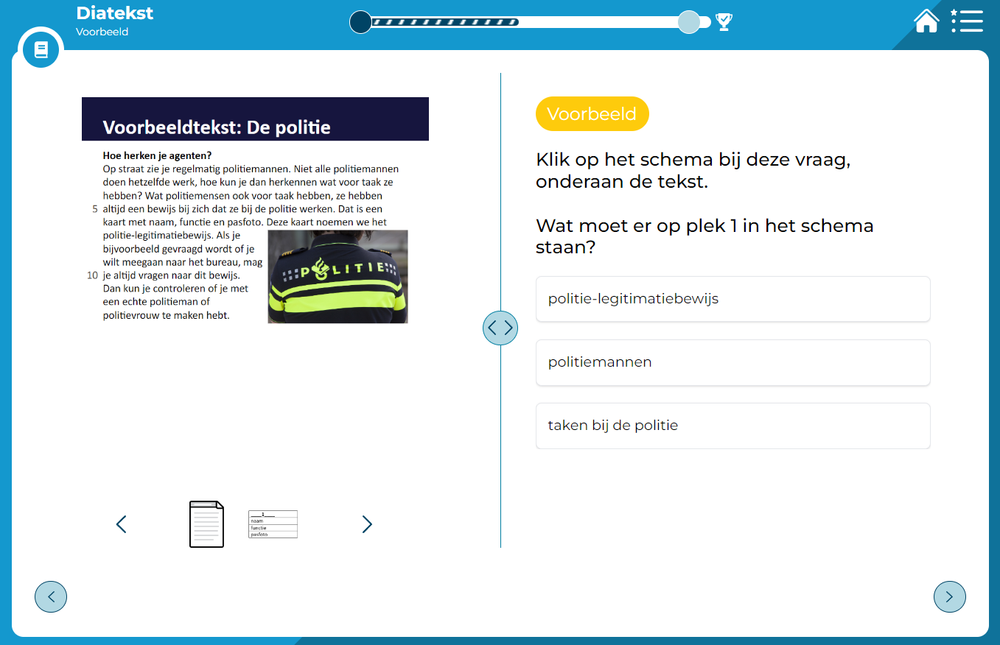 Diatekst
Voorbeeld
Voorbeeldtekst: De politie
Hoe herken je agenten?
Op straat zie je regelmatig politiemannen. Niet alle politiemannen
doen hetzelfde werk, hoe kun je dan herkennen wat voor taak ze
hebben? Wat politiemensen ook voor taak hebben, ze hebben
5 altijd een bewijs bij zich dat ze bij de politie werken. Dat is een
kaart met naam, functie en pasfoto. Deze kaart noemen we het
politie-legitimatiebewijs. Als je
bijvoorbeeld gevraagd wordt of je
wilt meegaan naar het bureau, mag
10 je altijd vragen naar dit bewijs.
Dan kun je controleren of je met
een echte politieman of
politievrouw te maken hebt.
POLITIE
____1____
naam
functie
pasfoto
Voorbeeld
Klik op het schema bij deze vraag,
onderaan de tekst.
Wat moet er op plek 1 in het schema
staan?
politie-legitimatiebewijs
politiemannen
taken bij de politie